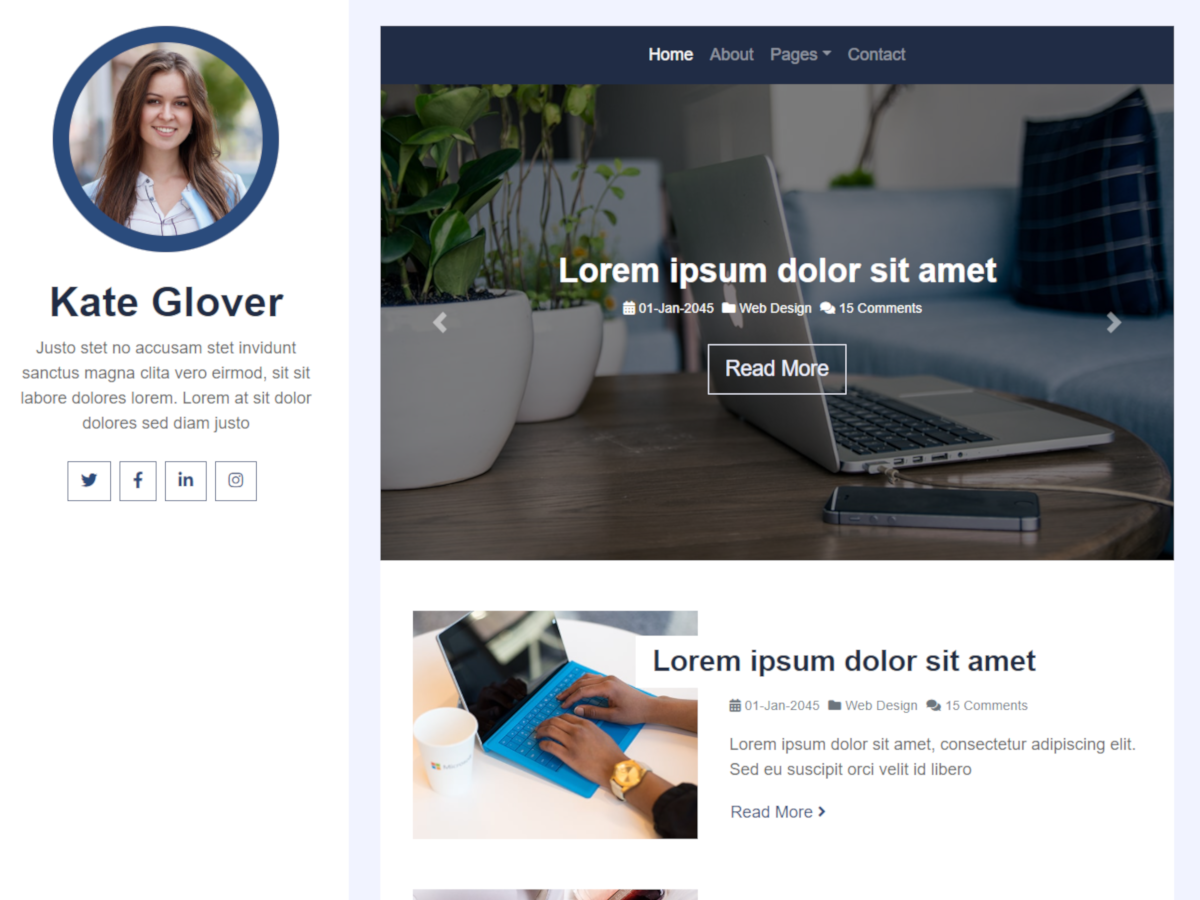 Kate Glover
Justo stet no accusam stet invidunt
sanctus magna clita vero eirmod, sit sit
labore dolores lorem. Lorem at sit dolor
dolores sed diam justo
Home About Pages Contact
Lorem ipsum dolor sit amet
01-Jan-2045 Web Design 15 Comments
Read More
Lorem ipsum dolor sit amet
01-Jan-2045 Web Design 15 Comments
Lorem ipsum dolor sit amet, consectetur adipiscing elit.
Sed eu suscipit orci velit id libero
Read More